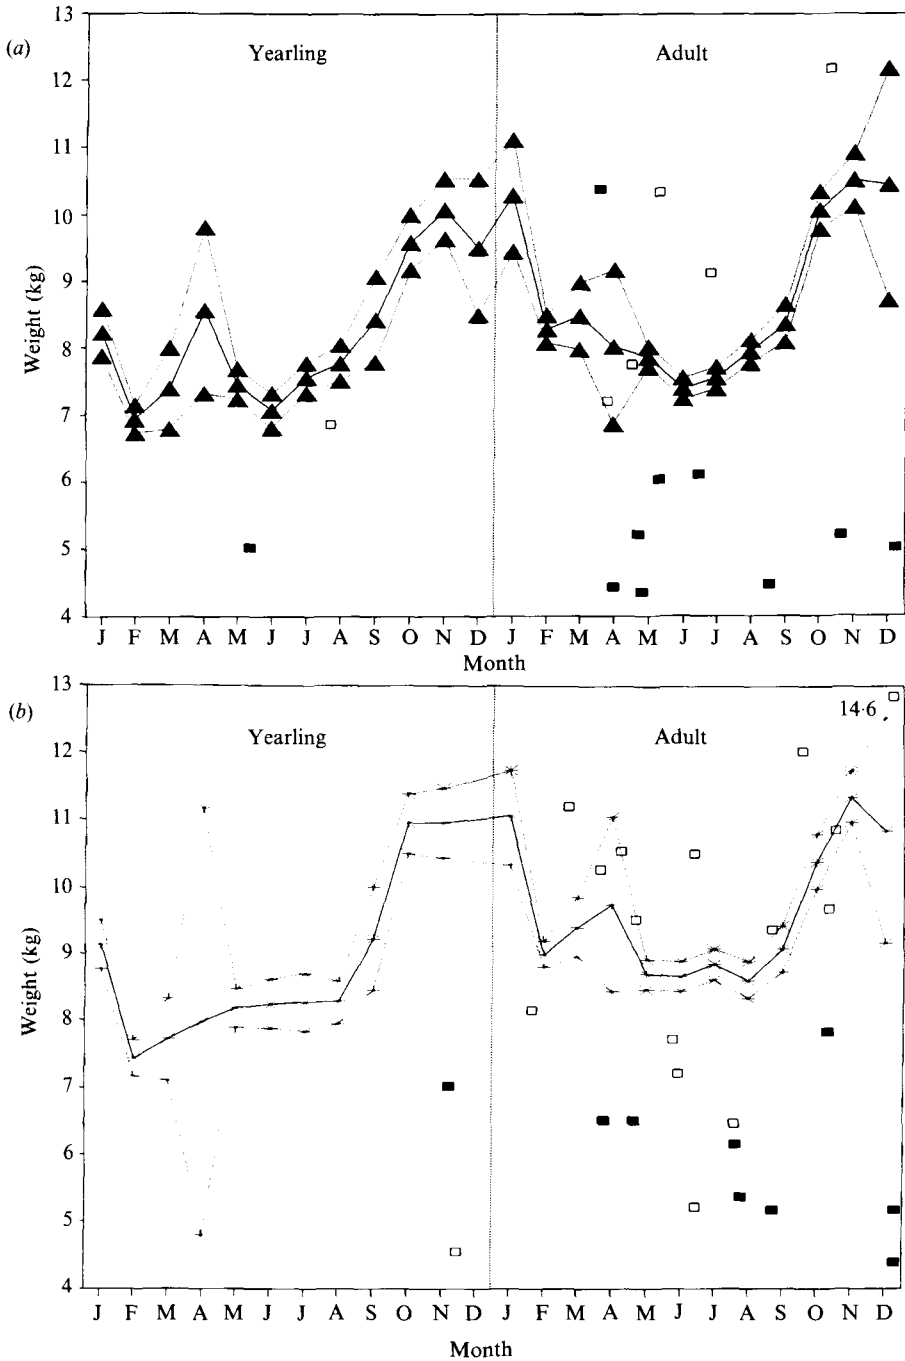 (a)
Yearling
Adult
Weight (kg)
13
12
11
10
9
8
7
6
5
4
J F M A M J J A S O N D J F M A M J J A S O N D
Month
(b)
Yearling
Adult
14·6
Weight (kg)
13
12
11
10
9
8
7
6
5
4
J F M A M J J A S O N D J F M A M J J A S O N D
Month